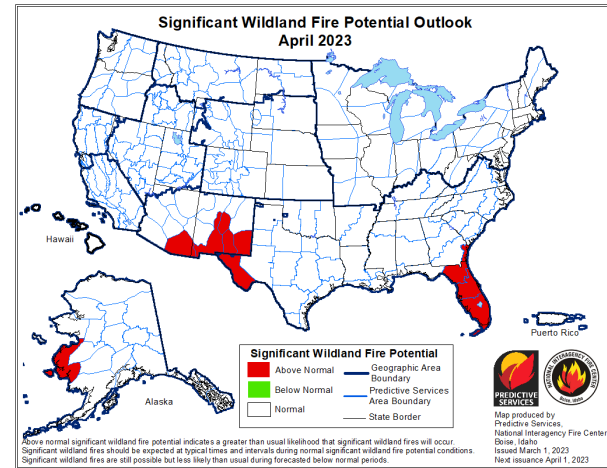 Significant Wildland Fire Potential Outlook
April 2023
Hawaii
Alaska
Puerto Rico
Significant Wildland Fire Potential
Above Normal
Below Normal
Normal
Geographic Area
Boundary
Predictive Services
Area Boundary
State Border
PREDICTIVE
SERVICES
NATIONAL INTERAGENCY FIRE CENTER
Boise, Idaho
Map produced by
Predictive Services,
National Interagency Fire Center
Boise, Idaho
Issued March 1, 2023
Next issuance April 1, 2023
Above normal significant wildland fire potential indicates a greater than usual likelihood that significant wildland fires will occur.
Significant wildland fires should be expected at typical times and intervals during normal significant wildland fire potential conditions.
Significant wildland fires are still possible but less likely than usual during forecasted below normal periods.